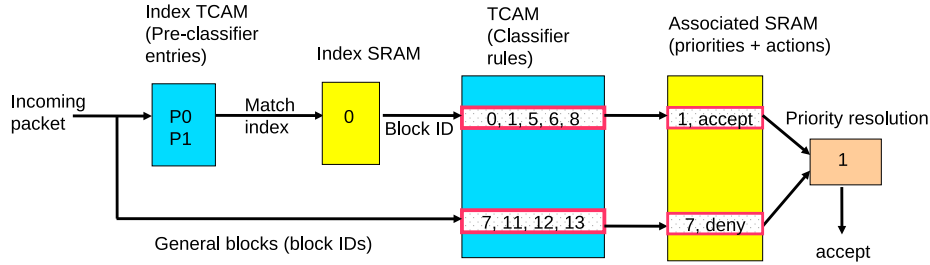 Index TCAM
(Pre-classifier
entries)
Index SRAM
TCAM
(Classifier
rules)
Associated SRAM
(priorities + actions)
Incoming
packet
P0
P1
Match
index
0
Block ID
0, 1, 5, 6, 8
1, accept
Priority resolution
1
7, 11, 12, 13
7, deny
General blocks (block IDs)
accept